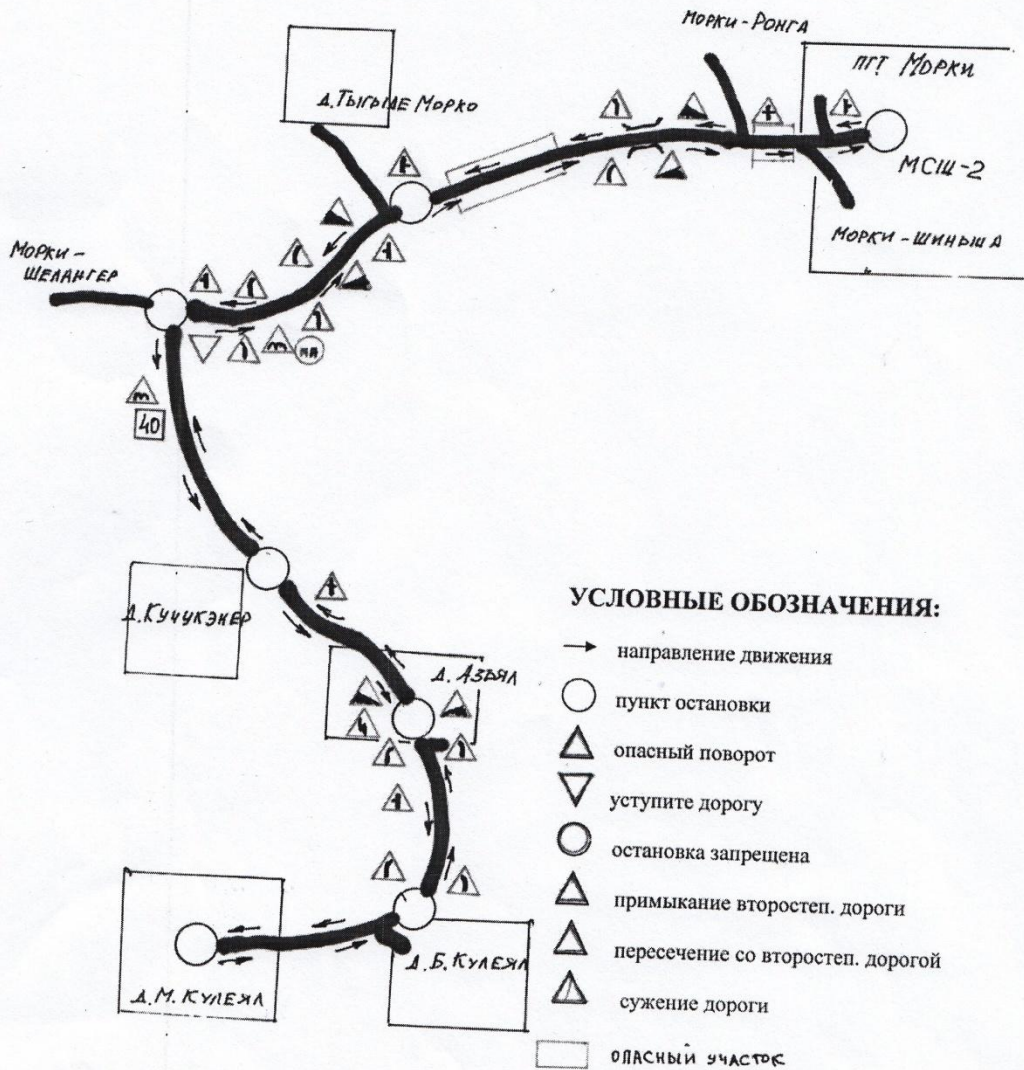 МОРКИ-РОНГА
ПГТ МОРКИ
Д. ТЫГЫДЕ МОРКО
МСШ-2
МОРКИ-ШИНЬША
МОРКИ-
ШЕЛАНГЕР
40
Д. КУЧУКЭНЕР
Д. АЗЪЯЛ
Д. Б. КУЛЕЯЛ
Д. М. КУЛЕЯЛ
УСЛОВНЫЕ ОБОЗНАЧЕНИЯ:
направление движения
пункт остановки
опасный поворот
уступите дорогу
остановка запрещена
примыкание второстеп. дороги
пересечение со второстеп. дорогой
сужение дороги
ОПАСНЫЙ УЧАСТОК